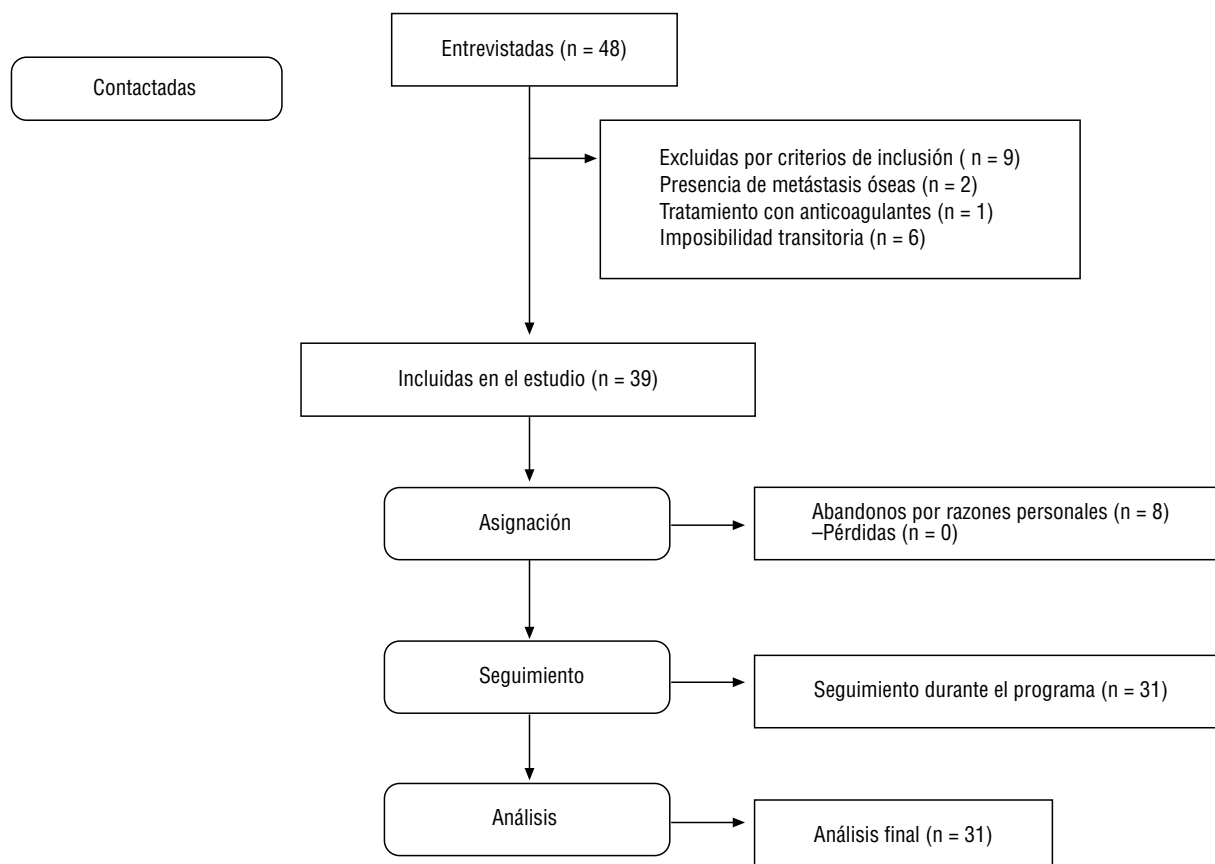 Entrevistadas (n = 48)
Contactadas
Excluidas por criterios de inclusión ( n = 9)
Presencia de metástasis óseas (n = 2)
Tratamiento con anticoagulantes (n = 1)
Imposibilidad transitoria (n = 6)
Incluidas en el estudio (n = 39)
Asignación
Abandonos por razones personales (n = 8)
–Pérdidas (n = 0)
Seguimiento
Seguimiento durante el programa (n = 31)
Análisis
Análisis final (n = 31)